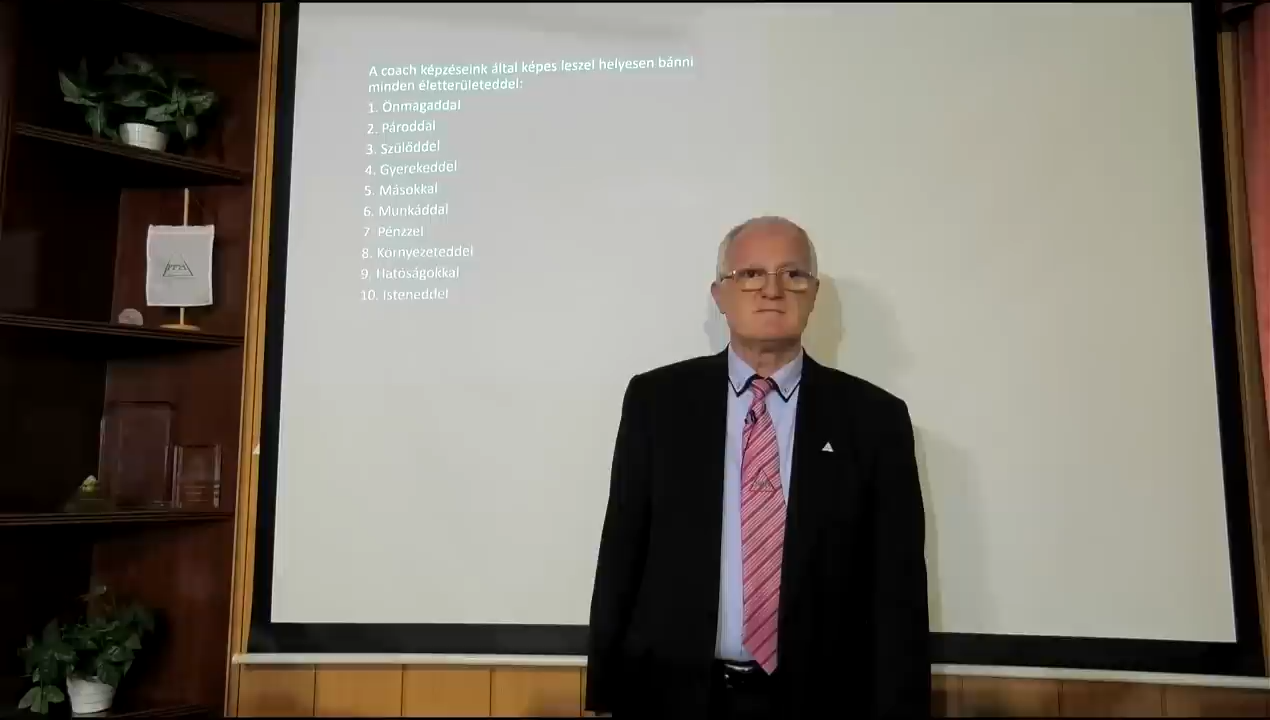 A coach képzéseink által képes leszel helyesen bánni
minden életterületeddel:
1. Önmagaddal
2. Pároddal
3. Szülőddel
4. Gyerekeddel
5. Másokkal
6. Munkáddal
7. Pénzzel
8. Környezeteddel
9. Hatóságokkal
10. Isteneddel